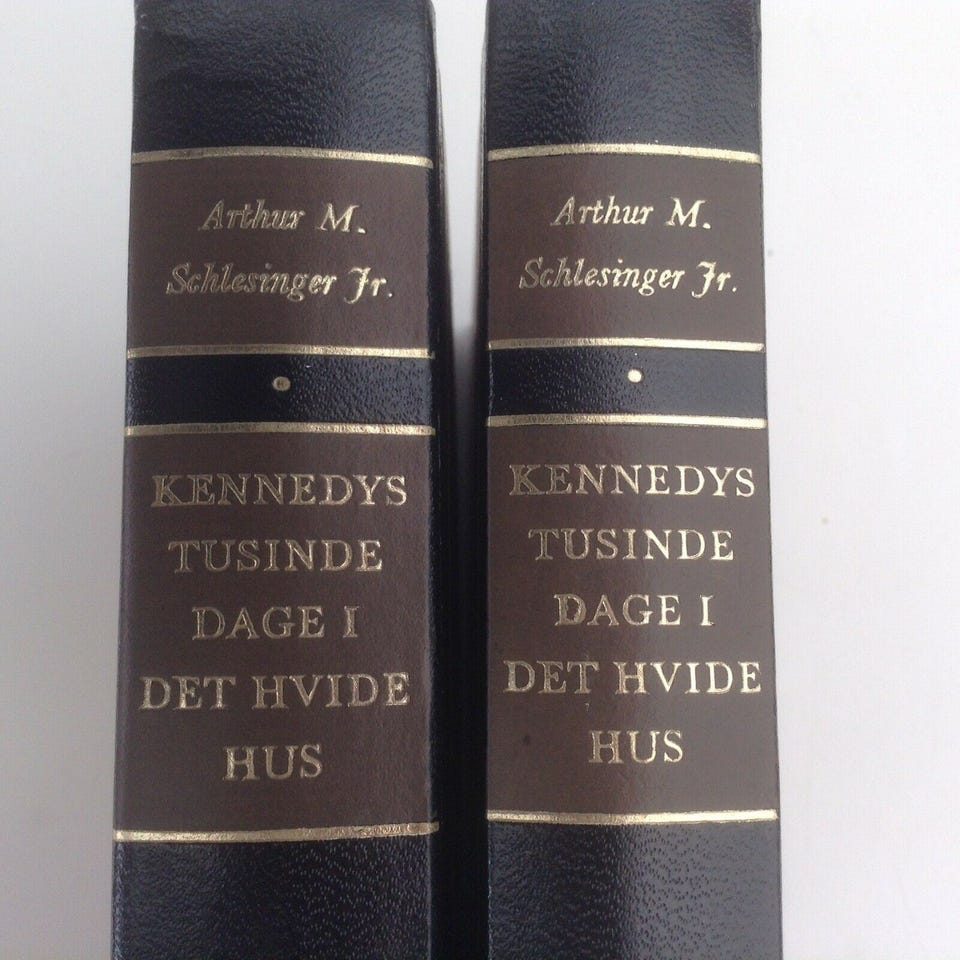 Arthur M.
Schlesinger Jr.
KENNEDYS
TUSINDE
DAGE I
DET HVIDE
HUS
Arthur M.
Schlesinger Jr.
KENNEDYS
TUSINDE
DAGE I
DET HVIDE
HUS